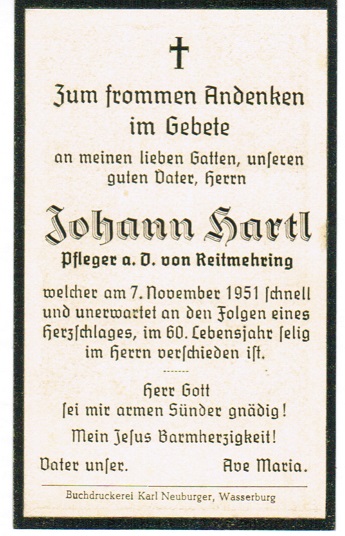 Zum frommen Andenken
im Gebete
an meinen lieben Gatten, unſeren
guten Vater, Herrn
Johann Hartl
Pfleger a. D. von Reitmehring
welcher am 7. November 1951 ſchnell
und unerwartet an den Folgen eines
Herzſchlages, im 60. Lebensjahr ſelig
im Herrn verſchieden iſt.
Herr Gott
ſei mir armen Sünder gnädig!
Mein Jeſus Barmherzigkeit!
Vater unſer. Ave Maria.
Buchdruckerei Karl Neuburger, Wasserburg